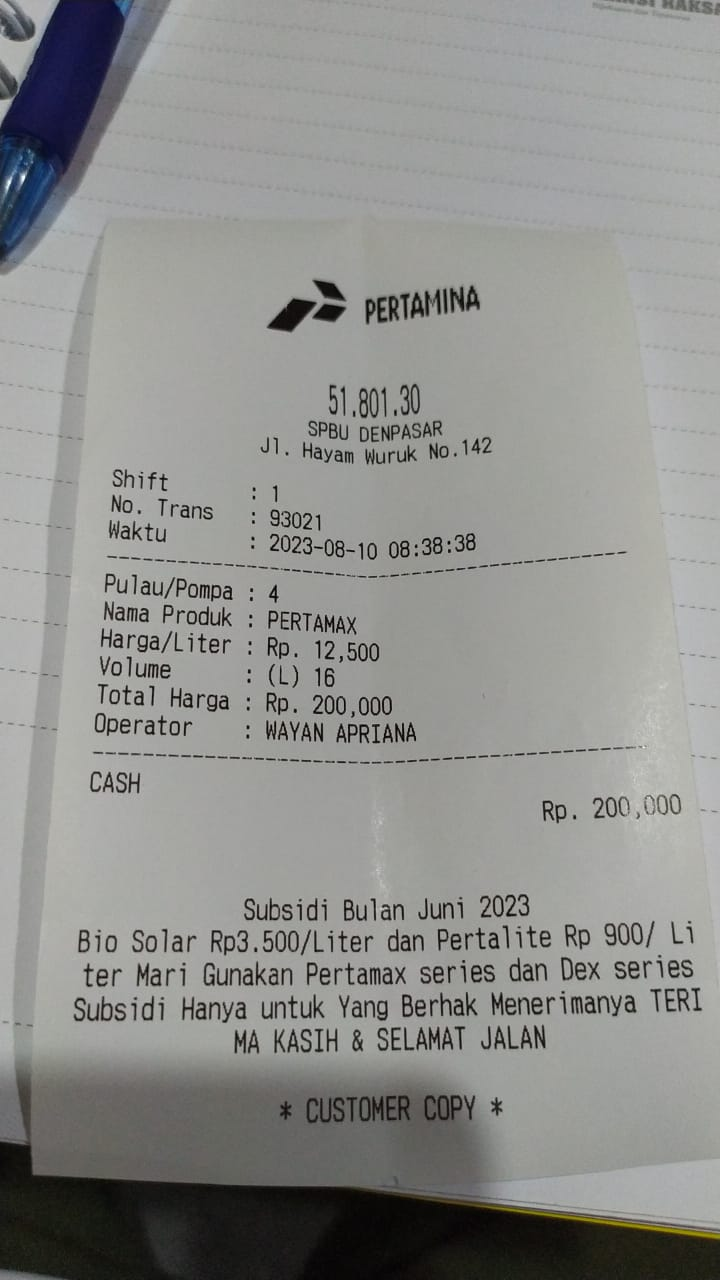 PERTAMINA
51.801.30
SPBU DENPASAR
Jl. Hayam Wuruk No.142
Shift : 1
No. Trans : 93021
Waktu : 2023-08-10 08:38:38
Pulau/Pompa : 4
Nama Produk : PERTAMAX
Harga/Liter : Rp. 12,500
Volume : (L) 16
Total Harga : Rp. 200,000
Operator : WAYAN APRIANA
CASH
Rp. 200,000
Subsidi Bulan Juni 2023
Bio Solar Rp3.500/Liter dan Pertalite Rp 900/ Li
ter Mari Gunakan Pertamax series dan Dex series
Subsidi Hanya untuk Yang Berhak Menerimanya TERI
MA KASIH & SELAMAT JALAN
* CUSTOMER COPY *